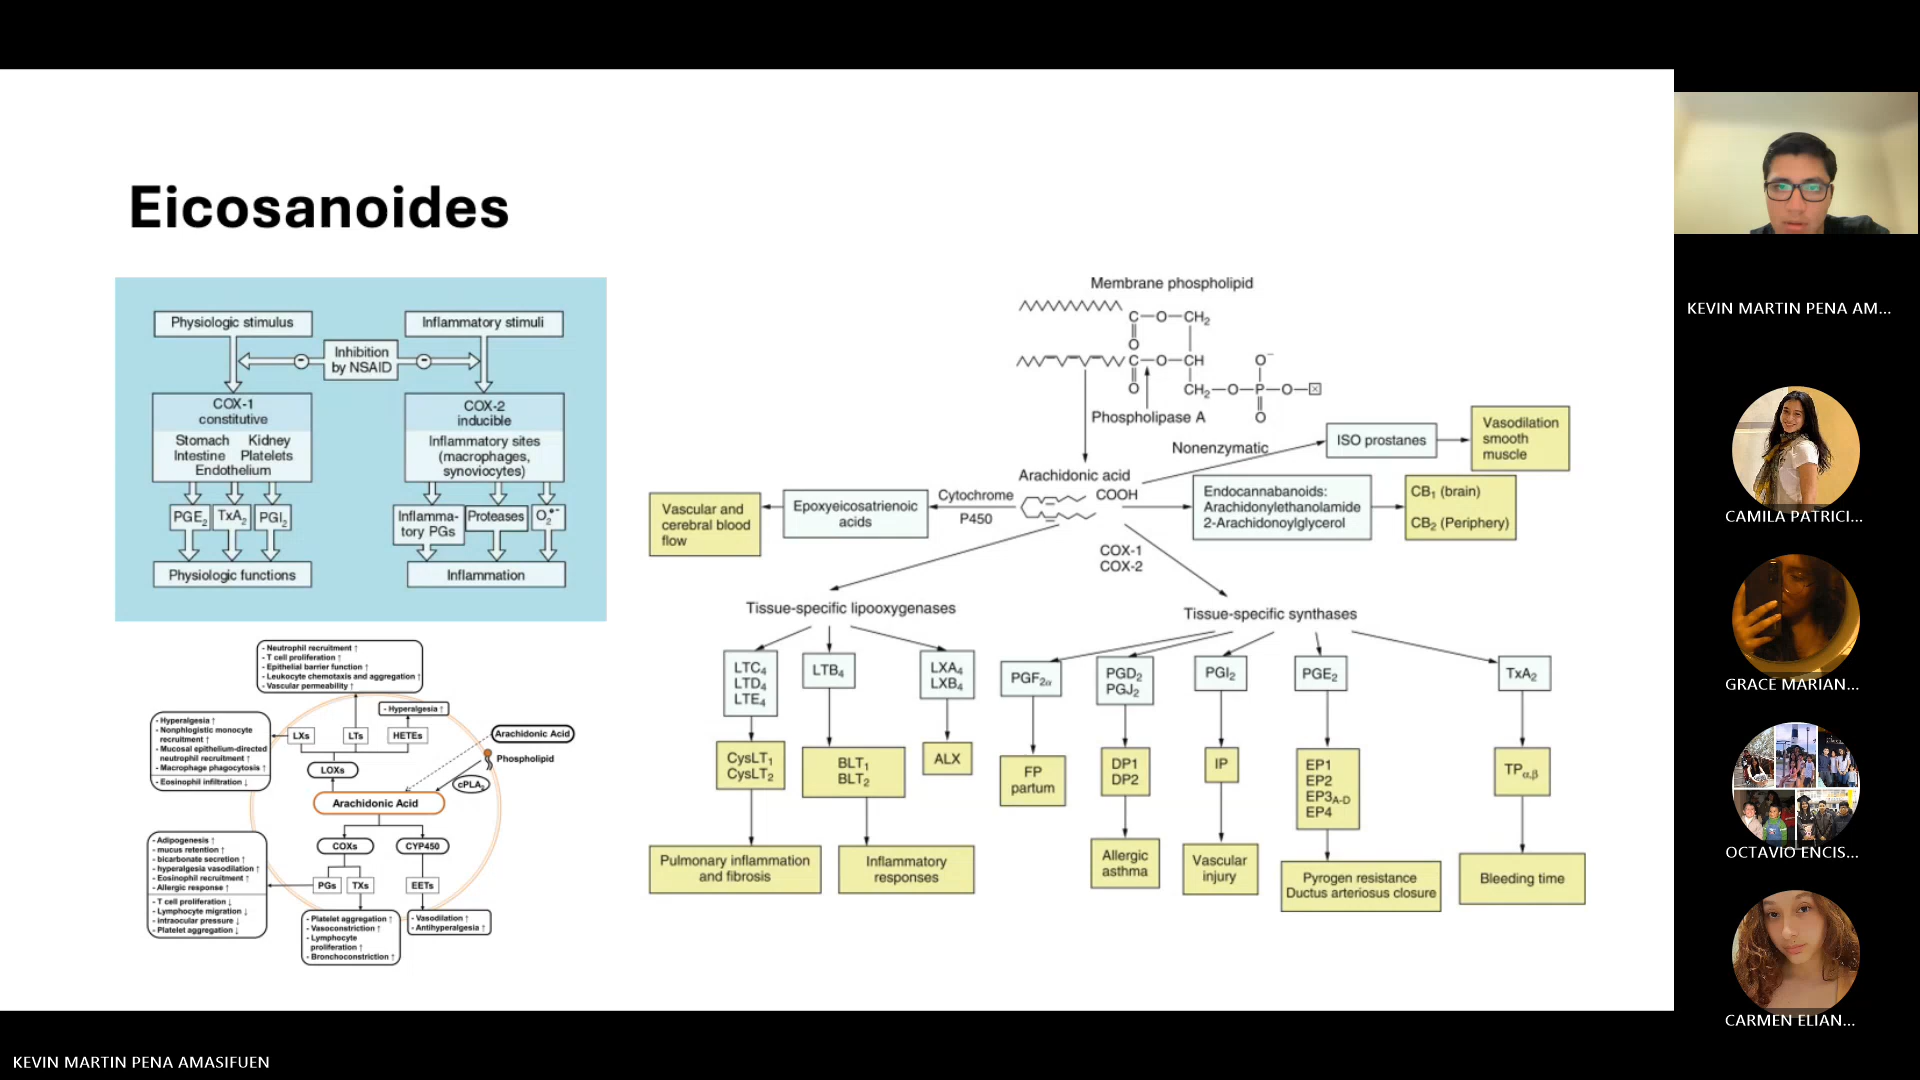 Eicosanoides
Physiologic stimulus
Inflammatory stimuli
Inhibition
by NSAID
COX-1
constitutive
Stomach Kidney
Intestine Platelets
Endothelium
COX-2
inducible
Inflammatory sites
(macrophages,
synoviocytes)
PGE2
TxA2
PGI2
Inflamma-
tory PGs
Proteases
O2•-
Physiologic functions
Inflammation
- Neutrophil recruitment ↑
- T cell proliferation ↑
- Epithelial barrier function ↑
- Leukocyte chemotaxis and aggregation ↑
- Vascular permeability ↑
- Hyperalgesia ↑
- Hyperalgesia ↑
- Nonphlogistic monocyte
recruitment ↑
- Mucosal epithelium-directed
neutrophil recruitment ↑
- Macrophage phagocytosis ↑
- Eosinophil infiltration ↓
LXs
LTs
HETEs
Arachidonic Acid
Phospholipid
LOXs
cPLA2
Arachidonic Acid
- Adipogenesis ↑
- mucus retention ↑
- bicarbonate secretion ↑
- hyperalgesia vasodilation ↑
- Eosinophil recruitment ↑
- Allergic response ↑
- T cell proliferation ↓
- Lymphocyte migration ↓
- intraocular pressure ↓
- Platelet aggregation ↓
COXs
CYP450
PGs
TXs
EETs
- Platelet aggregation ↑
- Vasoconstriction ↑
- Lymphocyte
proliferation ↑
- Bronchoconstriction ↑
- Vasodilation ↑
- Antihyperalgesia ↑
Membrane phospholipid
C—O—CH2
O
C—O—CH
O
O-
CH2—O—P—O—X
O
Phospholipase A
Nonenzymatic
ISO prostanes
Vasodilation
smooth
muscle
Arachidonic acid
COOH
Vascular and
cerebral blood
flow
Epoxyeicosatrienoic
acids
Cytochrome
P450
Endocannabanoids:
Arachidonylethanolamide
2-Arachidonoylglycerol
CB1 (brain)
CB2 (Periphery)
COX-1
COX-2
Tissue-specific lipooxygenases
Tissue-specific synthases
LTC4
LTD4
LTE4
LTB4
LXA4
LXB4
PGF2α
PGD2
PGJ2
PGI2
PGE2
TxA2
CysLT1
CysLT2
BLT1
BLT2
ALX
FP
partum
DP1
DP2
IP
EP1
EP2
EP3A-D
EP4
TPα,β
Pulmonary inflammation
and fibrosis
Inflammatory
responses
Allergic
asthma
Vascular
injury
Pyrogen resistance
Ductus arteriosus closure
Bleeding time
KEVIN MARTIN PENA AM...
CAMILA PATRICI...
GRACE MARIAN...
OCTAVIO ENCIS...
CARMEN ELIAN...
KEVIN MARTIN PENA AMASIFUEN